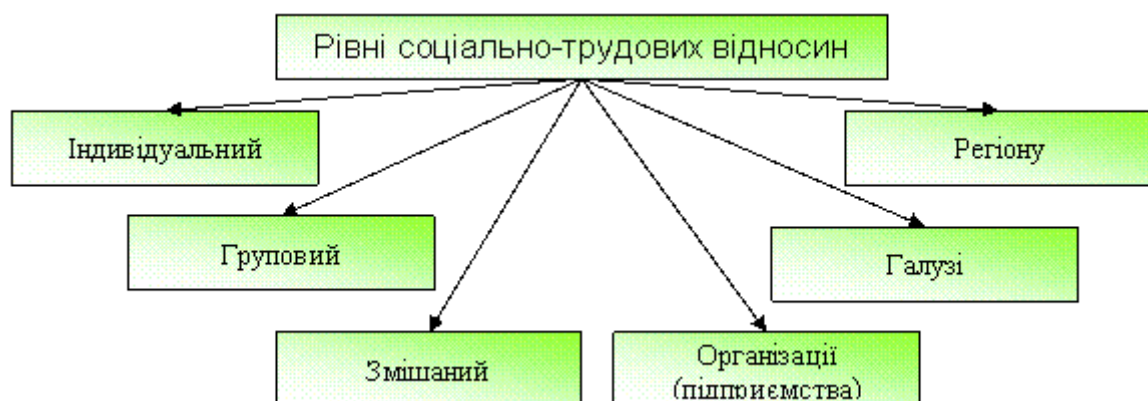 Рівні соціально-трудових відносин
Індивідуальний
Регіону
Груповий
Галузі
Змішаний
Організації
(підприємства)